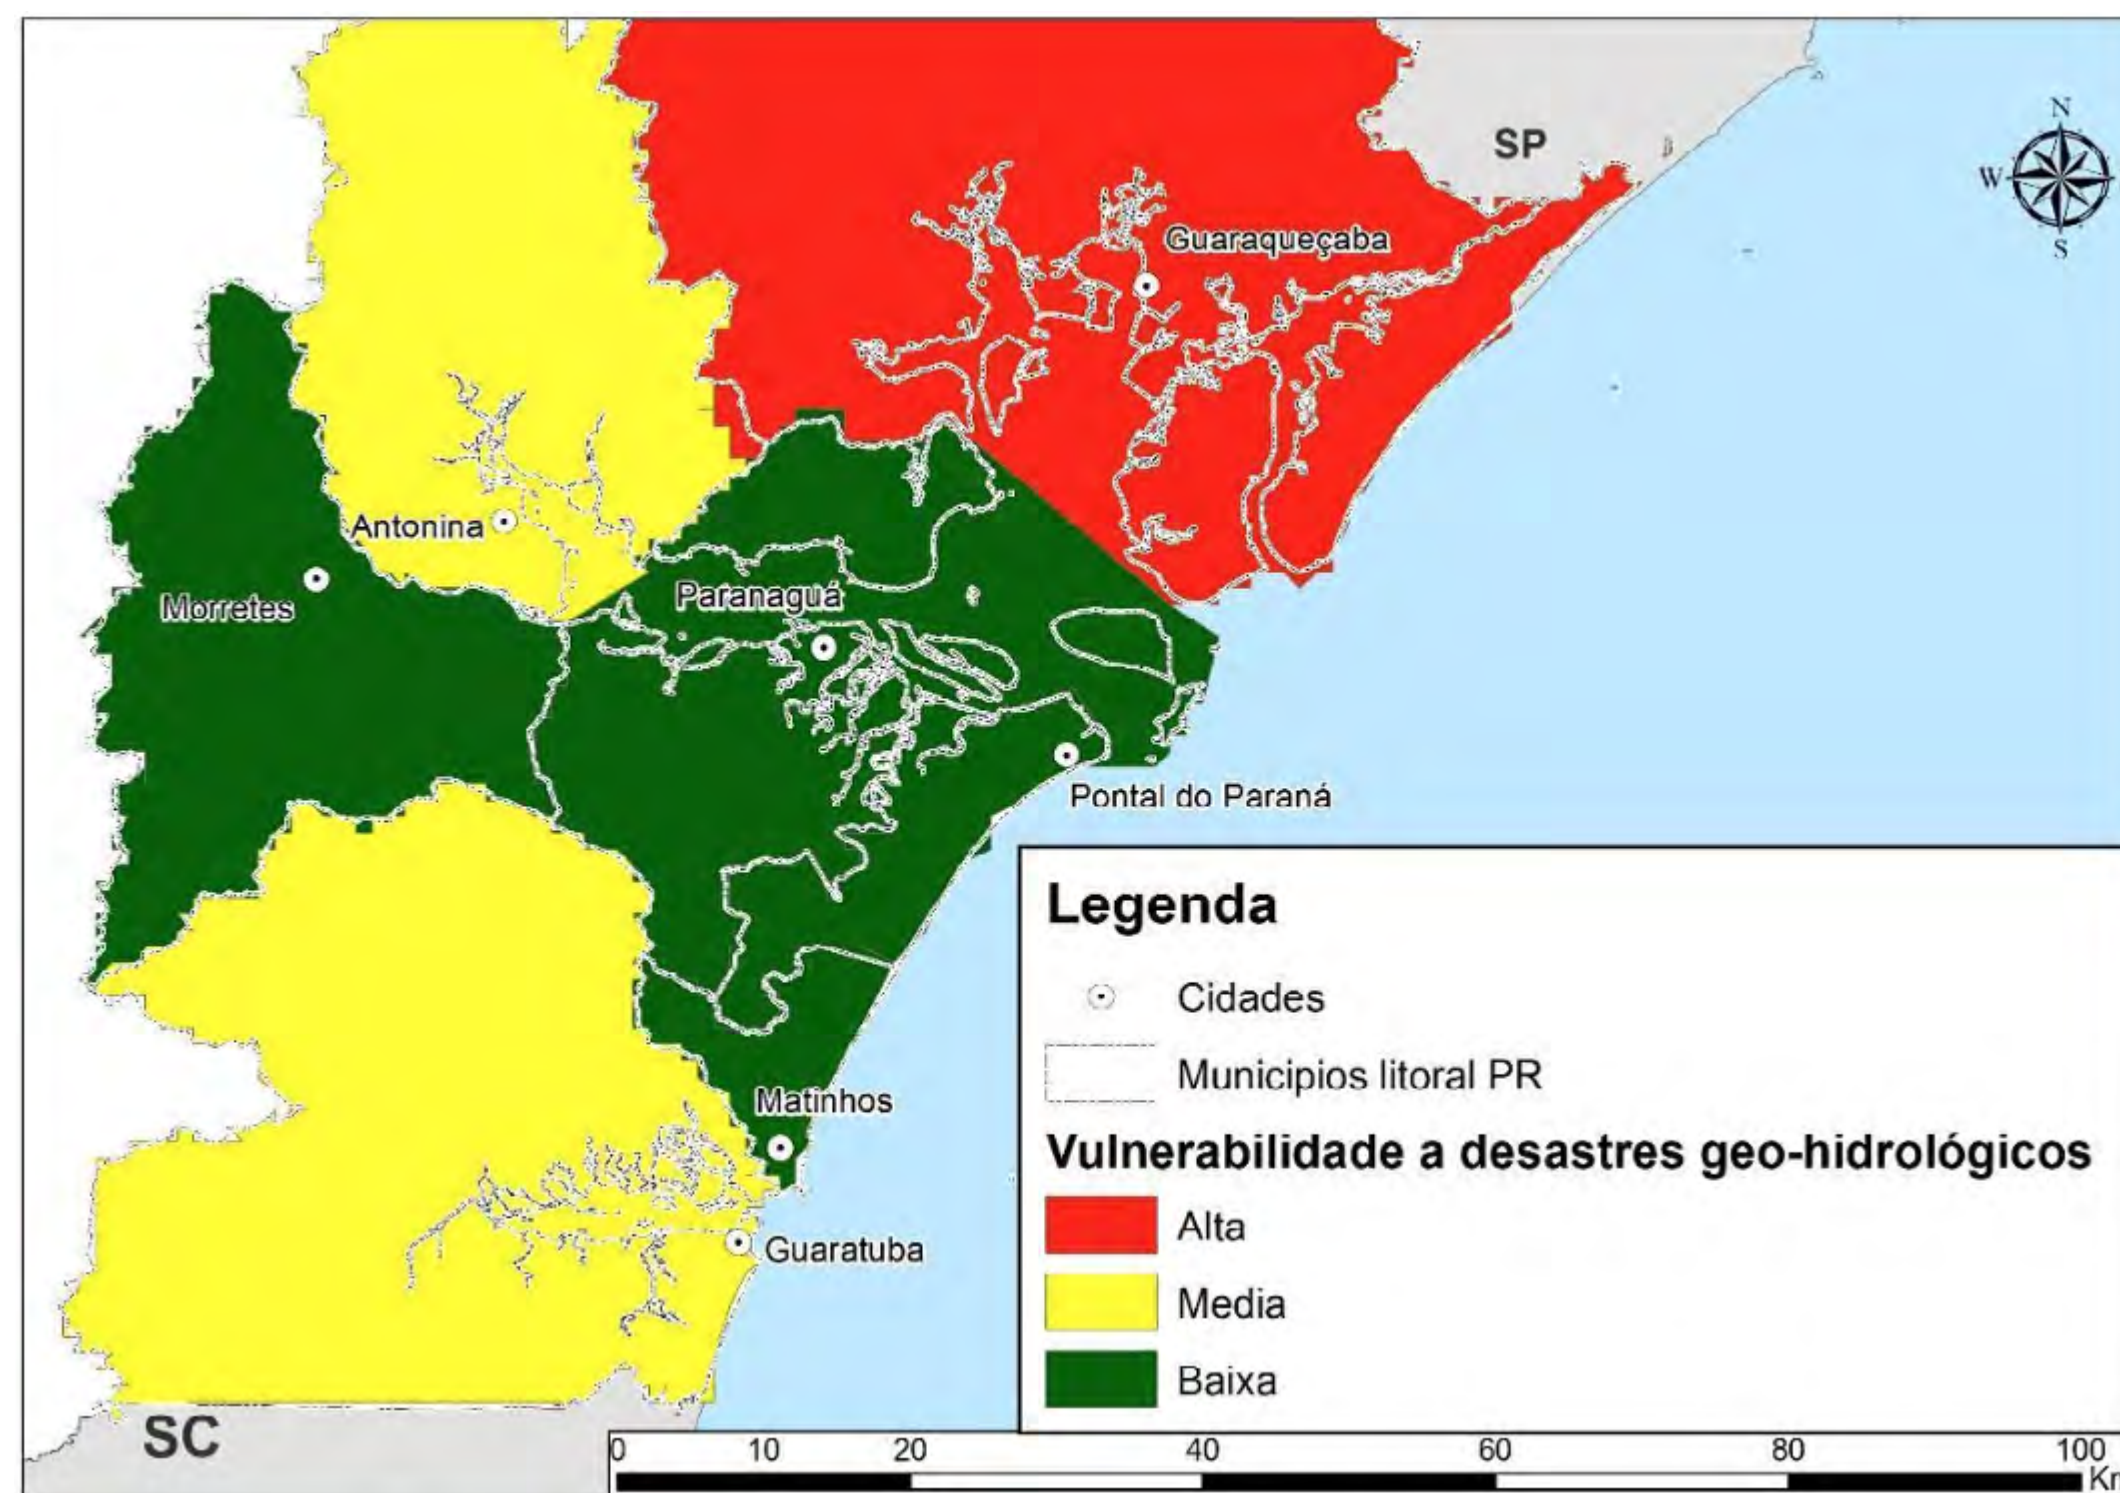 SP
N
W
S
Guaraqueçaba
Antonina
Morretes
Paranaguá
Pontal do Paraná
Matinhos
Guaratuba
SC
Legenda
Cidades
Municipios litoral PR
Vulnerabilidade a desastres geo-hidrológicos
Alta
Media
Baixa
0 10 20 40 60 80 100